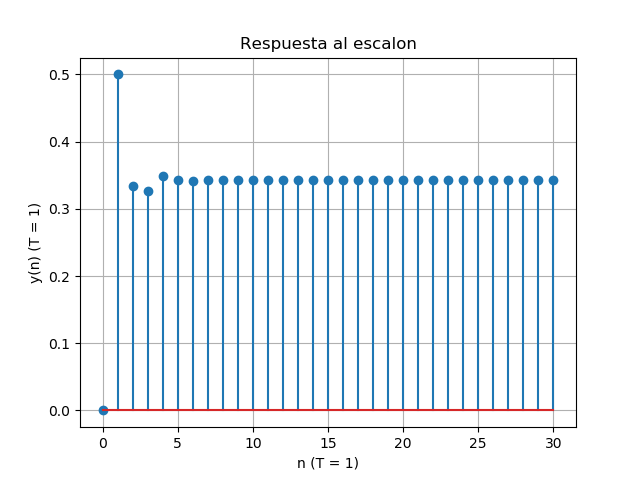 Respuesta al escalon
0.5
0.4
0.3
0.2
0.1
0.0
y(n) (T = 1)
0 5 10 15 20 25 30
n (T = 1)